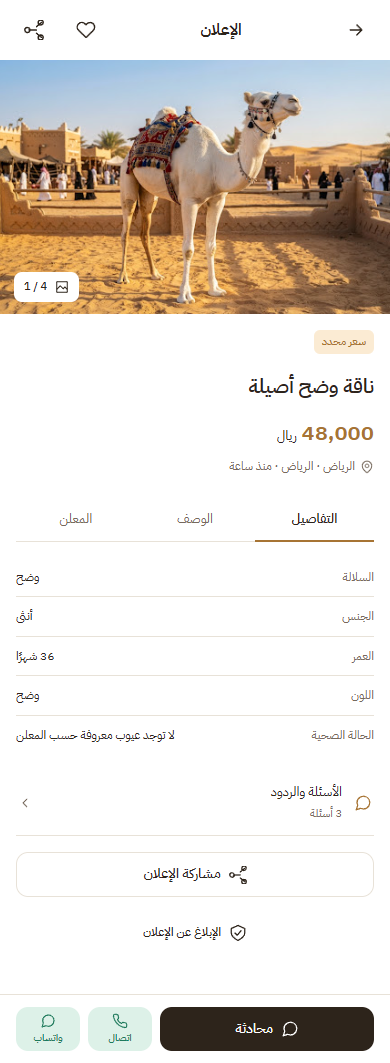 الإعلان
1 / 4
سعر محدد
ناقة وضح أصيلة
48,000 ريال
الرياض · الرياض · منذ ساعة
التفاصيل
الوصف
المعلن
السلالة
وضح
الجنس
أنثى
العمر
36 شهرًا
اللون
وضح
الحالة الصحية
لا توجد عيوب معروفة حسب المعلن
الأسئلة والردود
3 أسئلة
مشاركة الإعلان
الإبلاغ عن الإعلان
محادثة
اتصال
واتساب